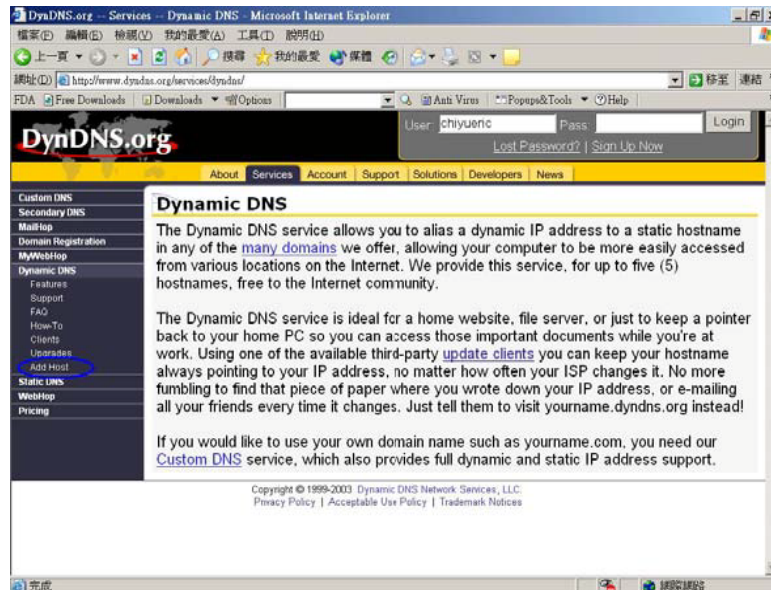 DynDNS.org -- Services -- Dynamic DNS - Microsoft Internet Explorer
檔案(F) 編輯(E) 檢視(V) 我的最愛(A) 工具(T) 說明(H)
上一頁 搜尋 我的最愛 媒體
網址(D) http://www.dyndns.org/services/dyndns/ 移至 連結
FDA Free Downloads Downloads Options Anti Virus Popups&Tools Help
DynDNS.org
User: chiyueric Pass: Login
Lost Password? | Sign Up Now
About Services Account Support Solutions Developers News
Custom DNS
Secondary DNS
MailHop
Domain Registration
MyWebHop
Dynamic DNS
Features
Support
FAQ
How-To
Clients
Upgrades
Add Host
Static DNS
WebHop
Pricing
Dynamic DNS
The Dynamic DNS service allows you to alias a dynamic IP address to a static hostname
in any of the many domains we offer, allowing your computer to be more easily accessed
from various locations on the Internet. We provide this service, for up to five (5)
hostnames, free to the Internet community.
The Dynamic DNS service is ideal for a home website, file server, or just to keep a pointer
back to your home PC so you can access those important documents while you're at
work. Using one of the available third-party update clients you can keep your hostname
always pointing to your IP address, no matter how often your ISP changes it. No more
fumbling to find that piece of paper where you wrote down your IP address, or e-mailing
all your friends every time it changes. Just tell them to visit yourname.dyndns.org instead!
If you would like to use your own domain name such as yourname.com, you need our
Custom DNS service, which also provides full dynamic and static IP address support.
Copyright © 1999-2003 Dynamic DNS Network Services, LLC.
Privacy Policy | Acceptable Use Policy | Trademark Notices
完成 網際網路